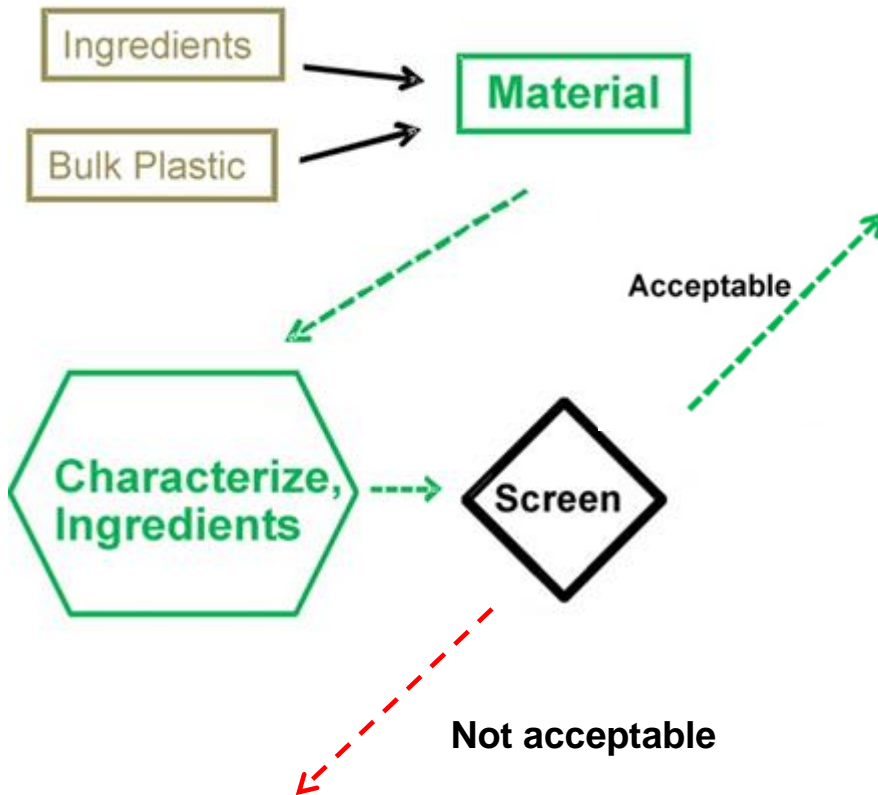 Ingredients
Material
Bulk Plastic
Acceptable
Characterize,
Ingredients
Screen
Not acceptable